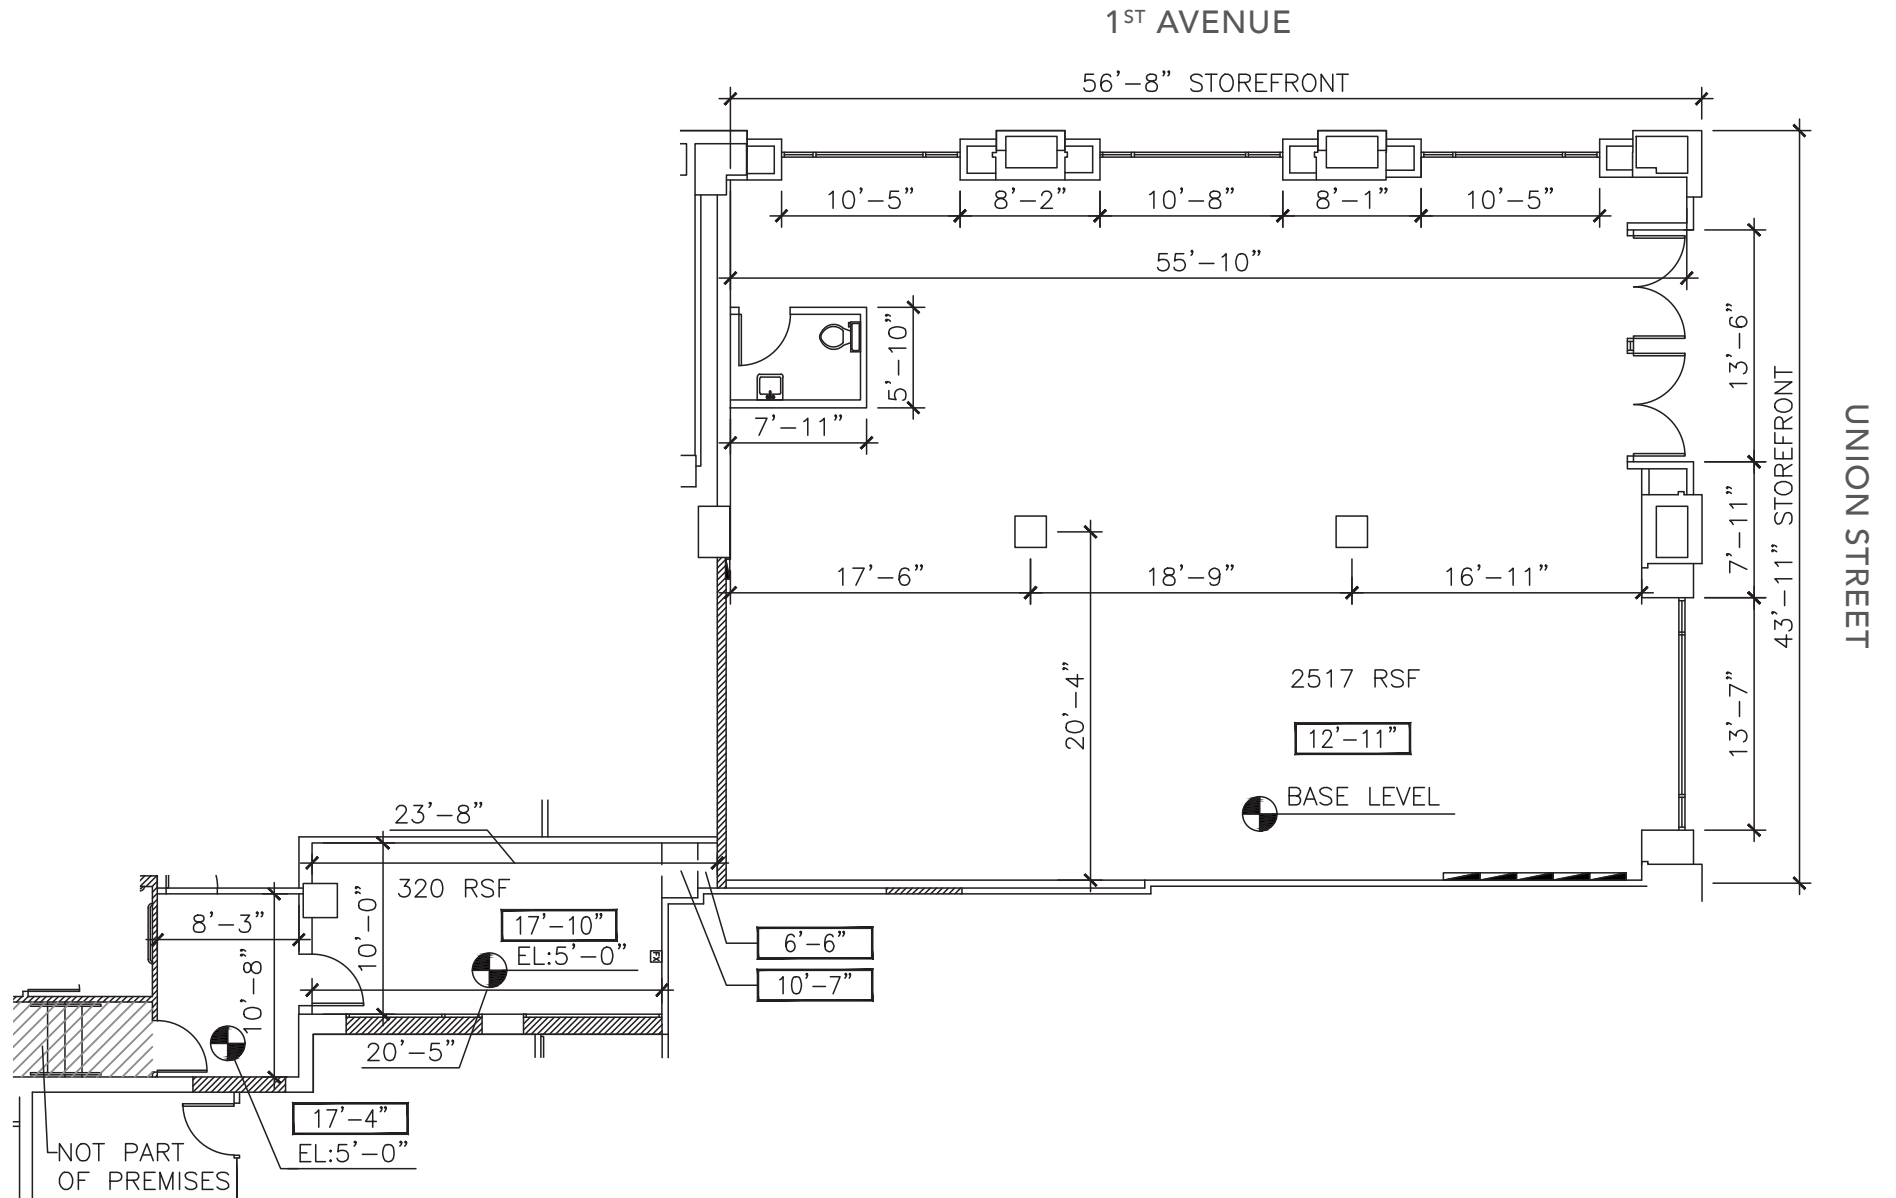 1ST AVENUE
56’–8” STOREFRONT
10’–5”
8’–2”
10’–8”
8’–1”
10’–5”
55’–10”
5’–10”
7’–11”
13’–6”
43’–11” STOREFRONT
UNION STREET
7’–11”
17’–6”
18’–9”
16’–11”
20’–4”
2517 RSF
12’–11”
BASE LEVEL
13’–7”
23’–8”
320 RSF
10’–0”
17’–10”
EL:5’–0”
FX
8’–3”
10’–8”
6’–6”
10’–7”
20’–5”
17’–4”
EL:5’–0”
NOT PART
OF PREMISES